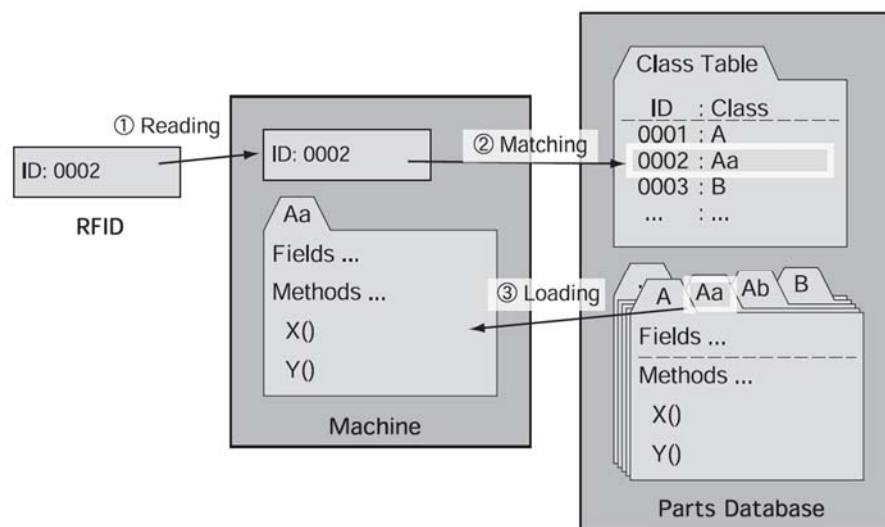 ① Reading
ID: 0002
RFID
ID: 0002
Aa
Fields ...
Methods ...
X()
Y()
Machine
② Matching
③ Loading
Class Table
ID : Class
0001 : A
0002 : Aa
0003 : B
... : ...
A Aa Ab B
Fields ...
Methods ...
X()
Y()
Parts Database